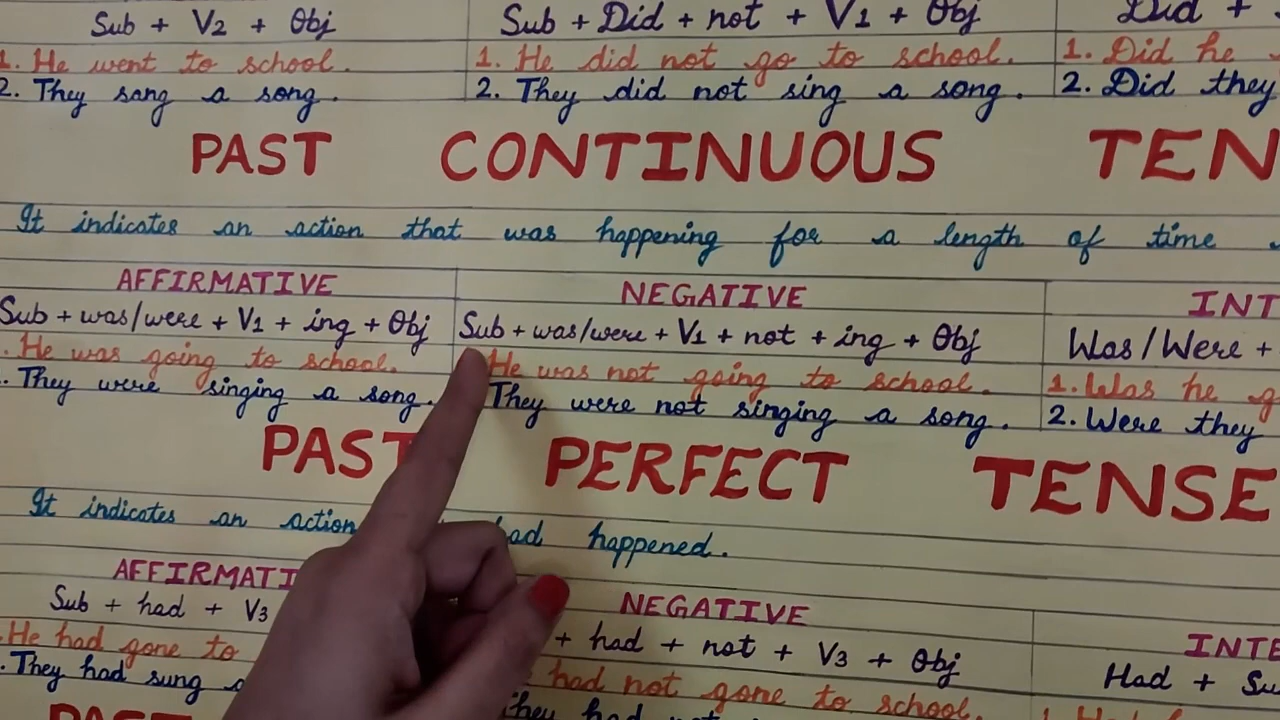 Sub + V2 + Obj
Sub + Did + not + V1 + Obj
Did +
1. He went to school.
1. He did not go to school.
1. Did he
2. They sang a song.
2. They did not sing a song.
2. Did they
PAST CONTINUOUS TEN
It indicates an action that was happening for a length of time
AFFIRMATIVE
NEGATIVE
INT
Sub + was/were + V1 + ing + Obj
Sub + was/were + V1 + not + ing + Obj
Was/Were +
. He was going to school.
He was not going to school.
1. Was he g
. They were singing a song.
They were not singing a song.
2. Were they
PAST PERFECT TENSE
It indicates an action had happened.
AFFIRMATI
NEGATIVE
INTE
Sub + had + V3
+ had + not + V3 + Obj
Had + Su
. He had gone to
had not gone to school.
. They had sung a
They had not
PAST